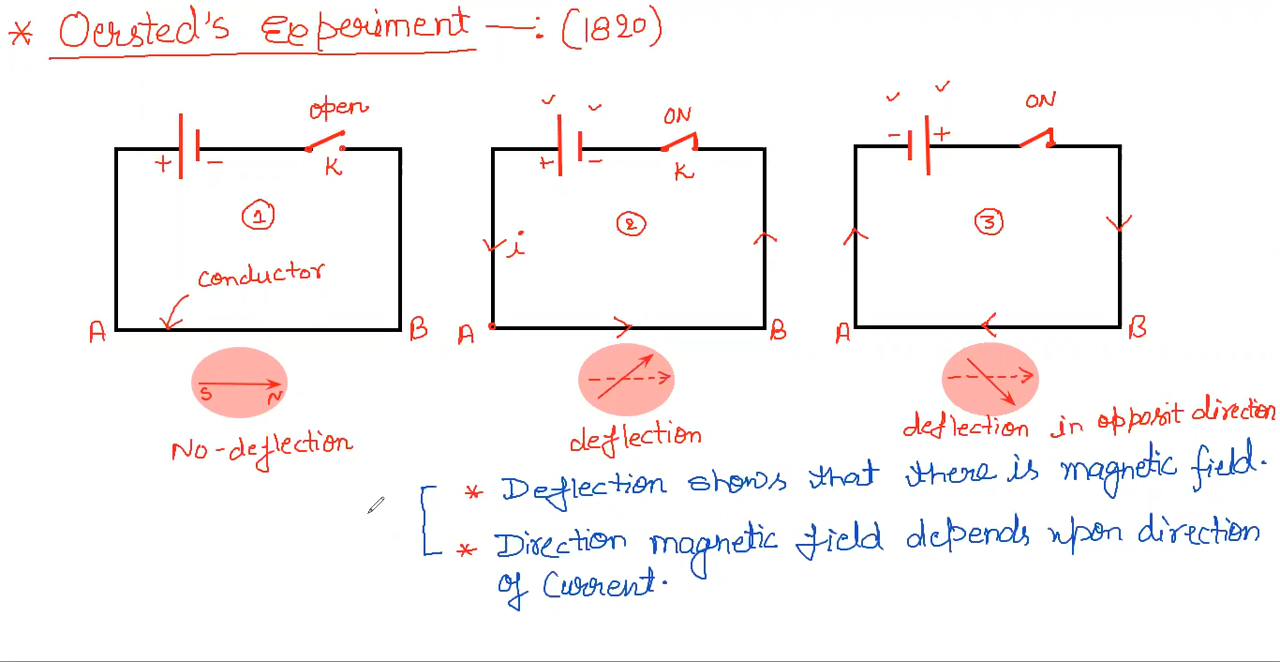 * Oersted's Experiment —: (1820)
open
ON
ON
+ -
K
+ -
K
- +
1
2
3
i
conductor
A B
A B
A B
S N
No-deflection
deflection
deflection in opposit direction
* Deflection shows that there is magnetic field.
* Direction magnetic field depends upon direction
of Current.